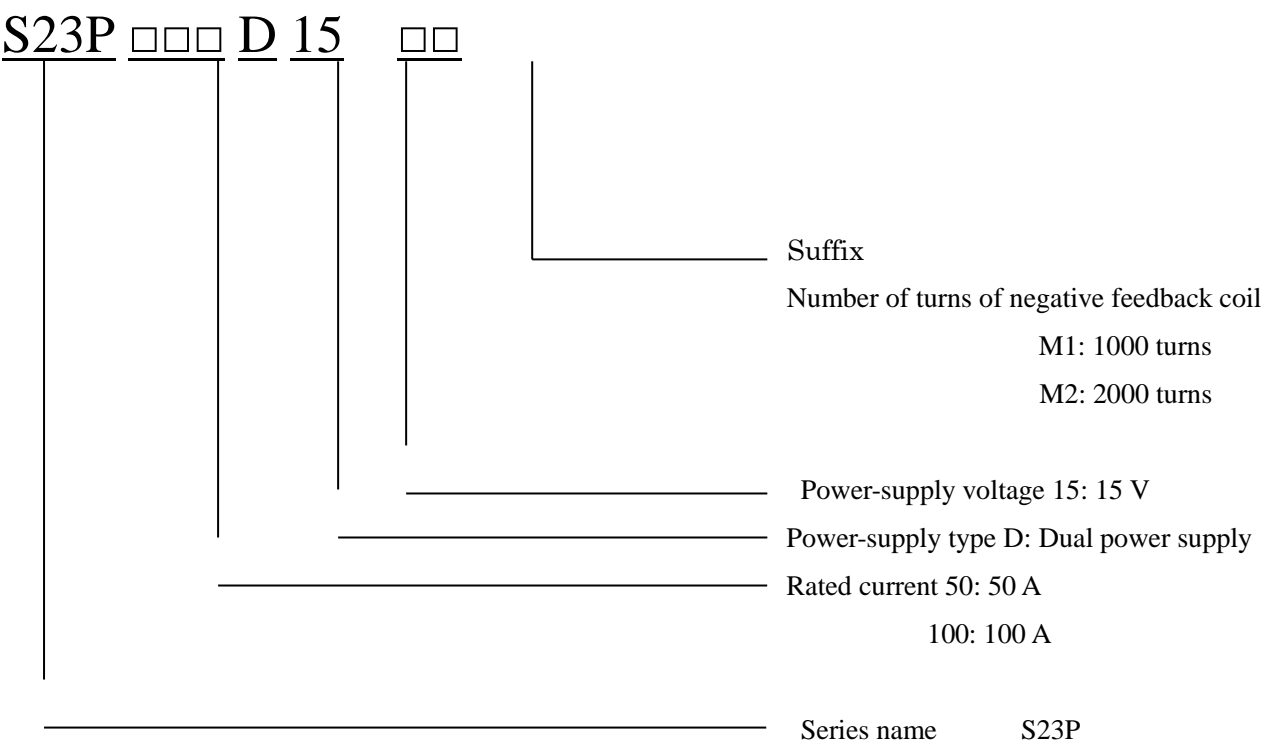 S23P □□□ D 15 □□
Suffix
Number of turns of negative feedback coil
M1: 1000 turns
M2: 2000 turns
Power-supply voltage 15: 15 V
Power-supply type D: Dual power supply
Rated current 50: 50 A
100: 100 A
Series name S23P